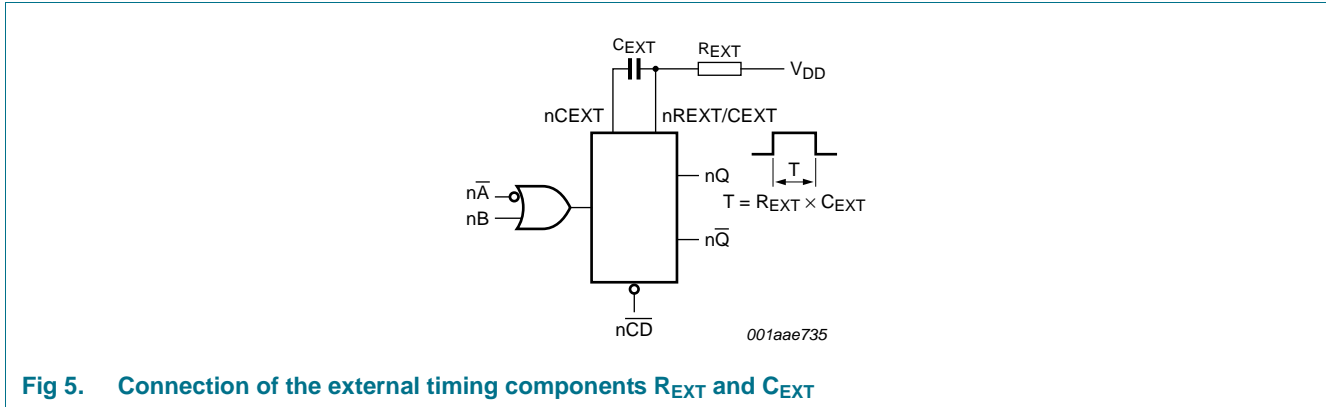 CEXT
REXT
VDD
nCEXT
nREXT/CEXT
nA̅
nB
nQ
T
T = REXT × CEXT
nQ̅
nC̅D̅
001aae735
Fig 5. Connection of the external timing components REXT and CEXT